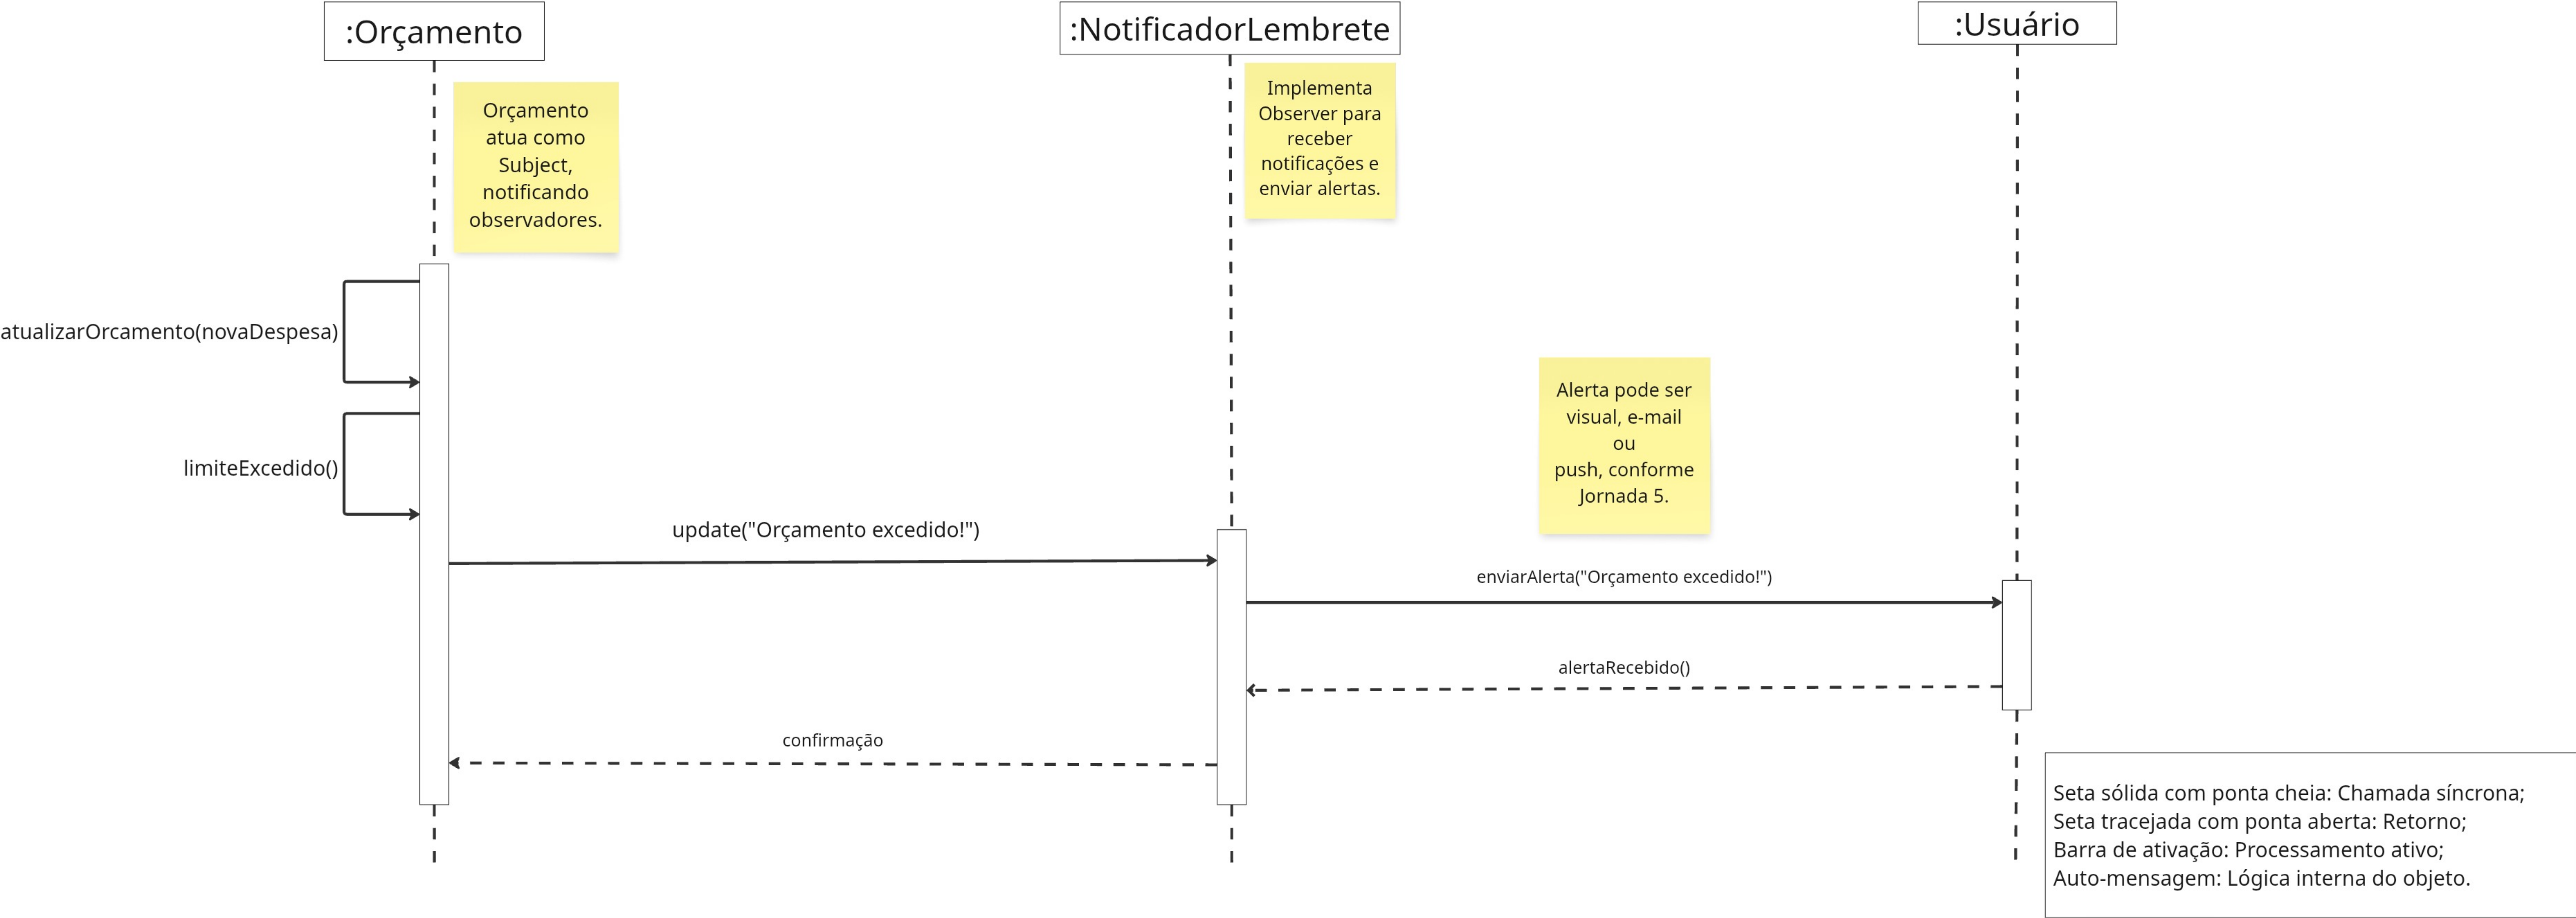 :Orçamento
:NotificadorLembrete
:Usuário
Orçamento
atua como
Subject,
notificando
observadores.
Implementa
Observer para
receber
notificações e
enviar alertas.
atualizarOrcamento(novaDespesa)
limiteExcedido()
Alerta pode ser
visual, e-mail
ou
push, conforme
Jornada 5.
update("Orçamento excedido!")
enviarAlerta("Orçamento excedido!")
alertaRecebido()
confirmação
Seta sólida com ponta cheia: Chamada síncrona;
Seta tracejada com ponta aberta: Retorno;
Barra de ativação: Processamento ativo;
Auto-mensagem: Lógica interna do objeto.